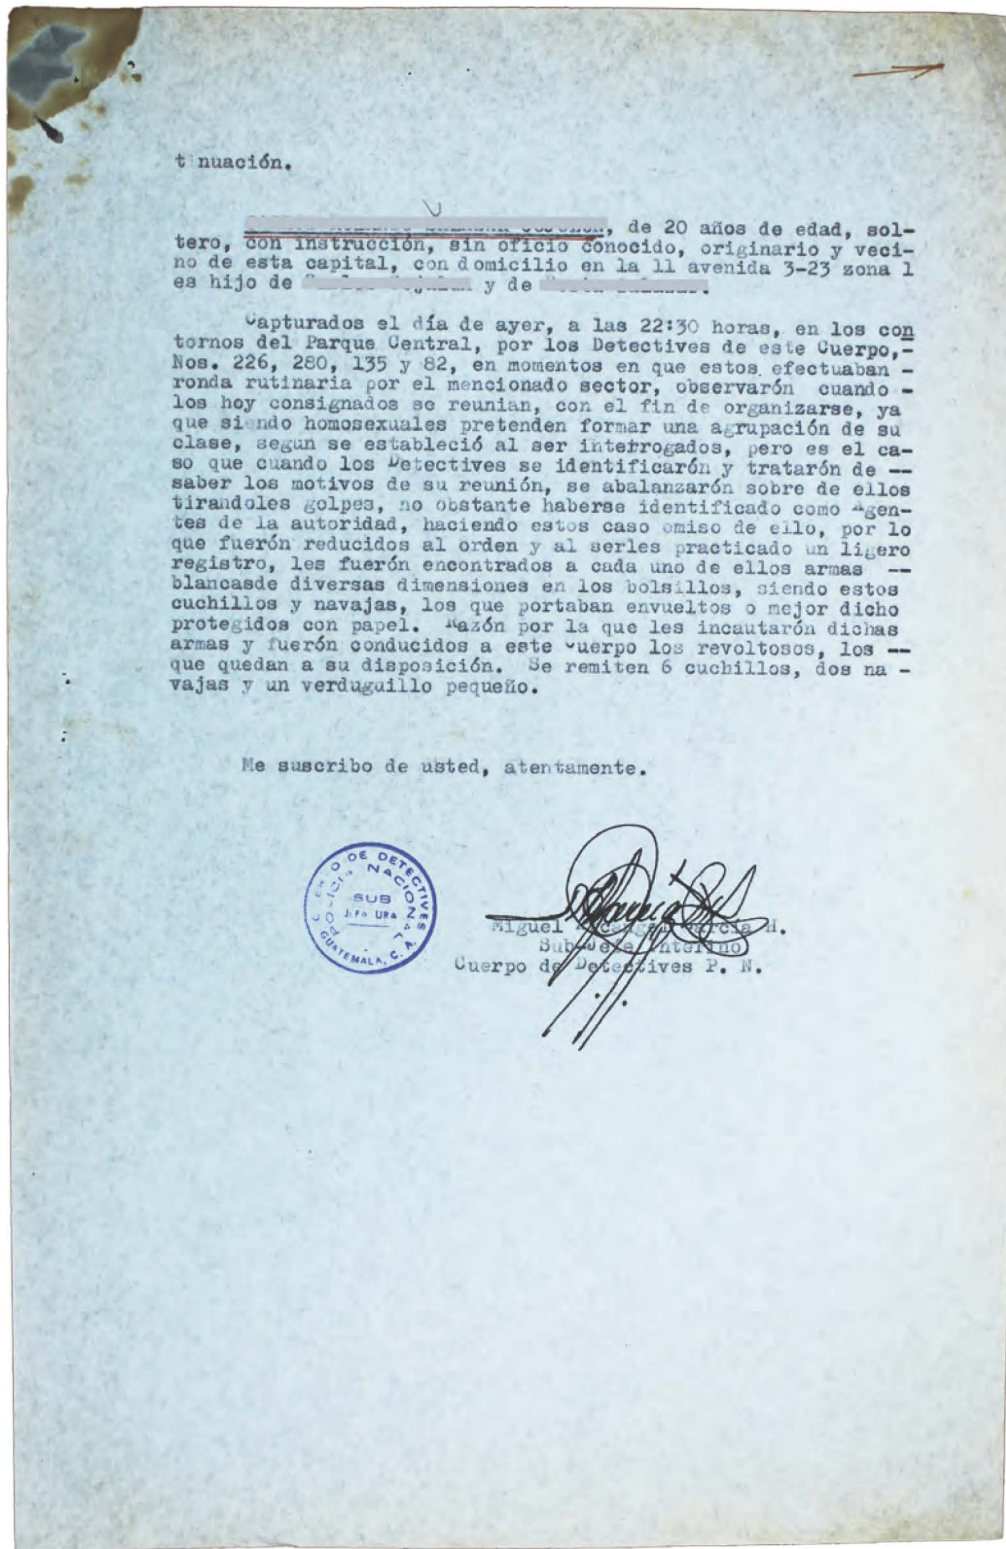 tinuación.
, de 20 años de edad, sol-
tero, con instrucción, sin oficio conocido, originario y veci-
no de esta capital, con domicilio en la 11 avenida 3-23 zona 1
es hijo de y de
Capturados el día de ayer, a las 22:30 horas, en los con
tornos del Parque Central, por los Detectives de este Cuerpo,-
Nos. 226, 280, 135 y 82, en momentos en que estos efectuaban -
ronda rutinaria por el mencionado sector, observarón cuando -
los hoy consignados se reunian, con el fin de organizarse, ya
que siendo homosexuales pretenden formar una agrupación de su
clase, segun se estableció al ser interrogados, pero es el ca-
so que cuando los Detectives se identificarón y tratarón de --
saber los motivos de su reunión, se abalanzarón sobre de ellos
tirandoles golpes, no obstante haberse identificado como Agen-
tes de la autoridad, haciendo estos caso omiso de ello, por lo
que fuerón reducidos al orden y al serles practicado un ligero
registro, les fuerón encontrados a cada uno de ellos armas --
blancasde diversas dimensiones en los bolsillos, siendo estos
cuchillos y navajas, los que portaban envueltos o mejor dicho
protegidos con papel. Razón por la que les incautarón dichas
armas y fuerón conducidos a este Cuerpo los revoltosos, los --
que quedan a su disposición. Se remiten 6 cuchillos, dos na -
vajas y un verduguillo pequeño.
Me suscribo de usted, atentamente.
CUERPO DE DETECTIVES
POLICIA NACIONAL
SUB
JEFATURA
GUATEMALA, C. A.
Miguel Arcangel García H.
Sub Jefe Interino
Cuerpo de Detectives P. N.